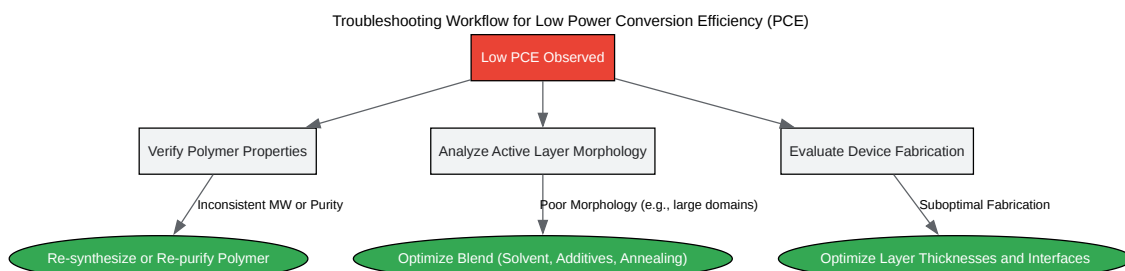 Troubleshooting Workflow for Low Power Conversion Efficiency (PCE)
Low PCE Observed
Verify Polymer Properties
Analyze Active Layer Morphology
Evaluate Device Fabrication
Inconsistent MW or Purity
Poor Morphology (e.g., large domains)
Suboptimal Fabrication
Re-synthesize or Re-purify Polymer
Optimize Blend (Solvent, Additives, Annealing)
Optimize Layer Thicknesses and Interfaces